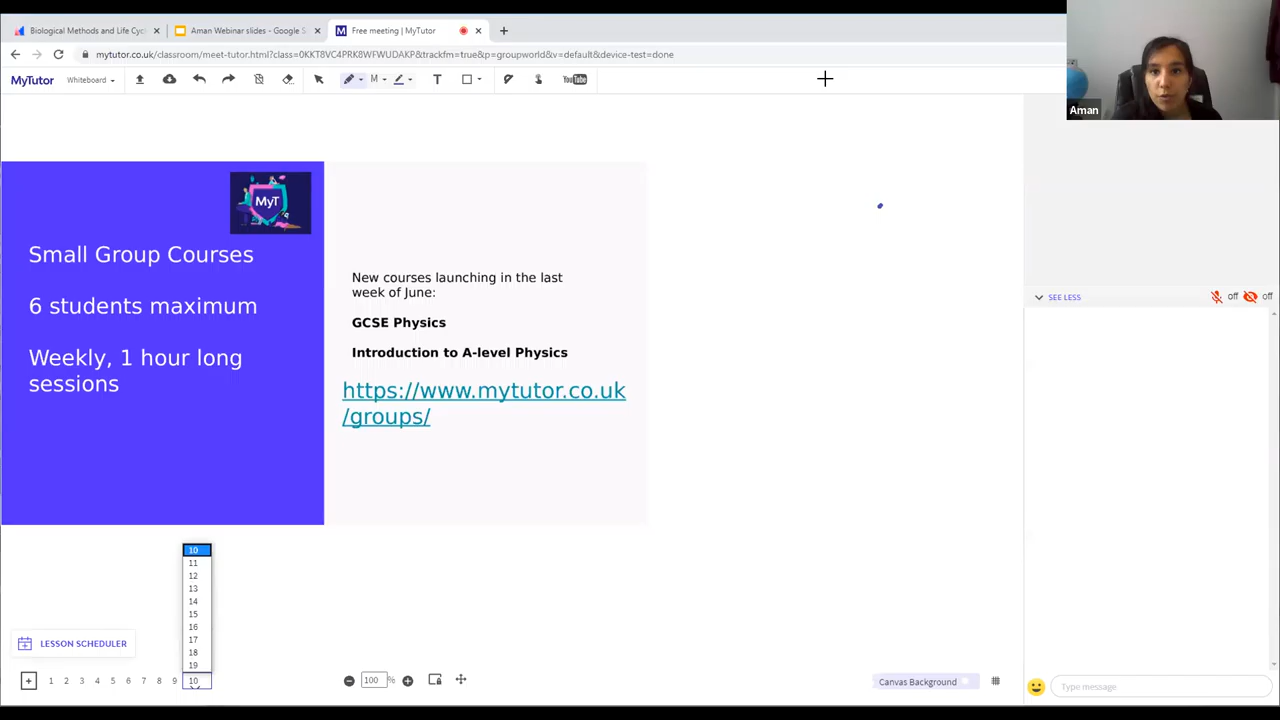 Biological Methods and Life Cyc
Aman Webinar slides - Google S
Free meeting | MyTutor
mytutor.co.uk/classroom/meet-tutor.html?class=0KKT8VC4PRK8WFWUDAKP&trackfm=true&p=groupworld&v=default&device-test=done
MyTutor
Whiteboard
M
T
YouTube
Aman
MyT
Small Group Courses
6 students maximum
Weekly, 1 hour long
sessions
New courses launching in the last
week of June:
GCSE Physics
Introduction to A-level Physics
https://www.mytutor.co.uk
/groups/
SEE LESS
off
off
10
11
12
13
14
15
16
17
18
19
LESSON SCHEDULER
1 2 3 4 5 6 7 8 9 10
100 %
Canvas Background
Type message